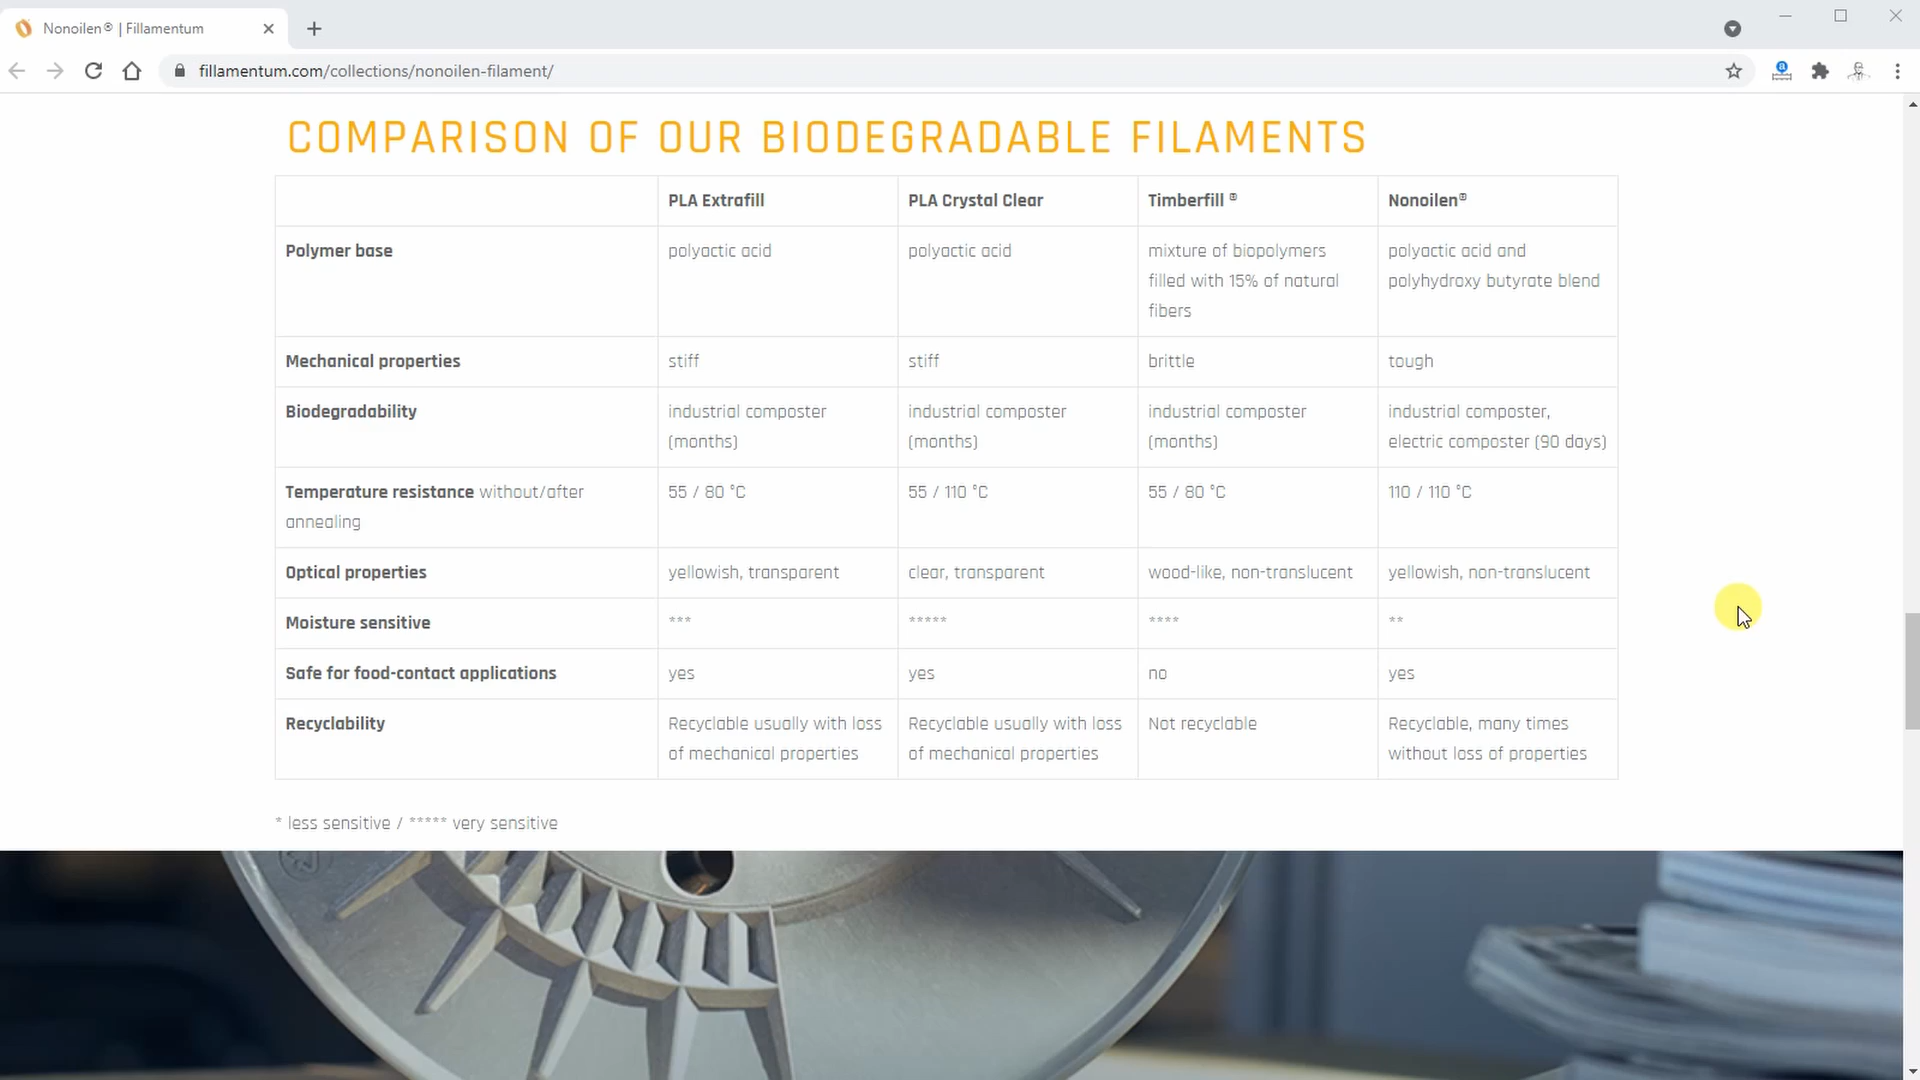 Nonoilen® | Fillamentum
fillamentum.com/collections/nonoilen-filament/
COMPARISON OF OUR BIODEGRADABLE FILAMENTS
PLA Extrafill PLA Crystal Clear Timberfill ® Nonoilen®
Polymer base polyactic acid polyactic acid mixture of biopolymers polyactic acid and
filled with 15% of natural polyhydroxy butyrate blend
fibers
Mechanical properties stiff stiff brittle tough
Biodegradability industrial composter industrial composter industrial composter industrial composter,
(months) (months) (months) electric composter (90 days)
Temperature resistance without/after 55 / 80 °C 55 / 110 °C 55 / 80 °C 110 / 110 °C
annealing
Optical properties yellowish, transparent clear, transparent wood-like, non-translucent yellowish, non-translucent
Moisture sensitive *** ***** **** **
Safe for food-contact applications yes yes no yes
Recyclability Recyclable usually with loss Recyclable usually with loss Not recyclable Recyclable, many times
of mechanical properties of mechanical properties without loss of properties
* less sensitive / ***** very sensitive